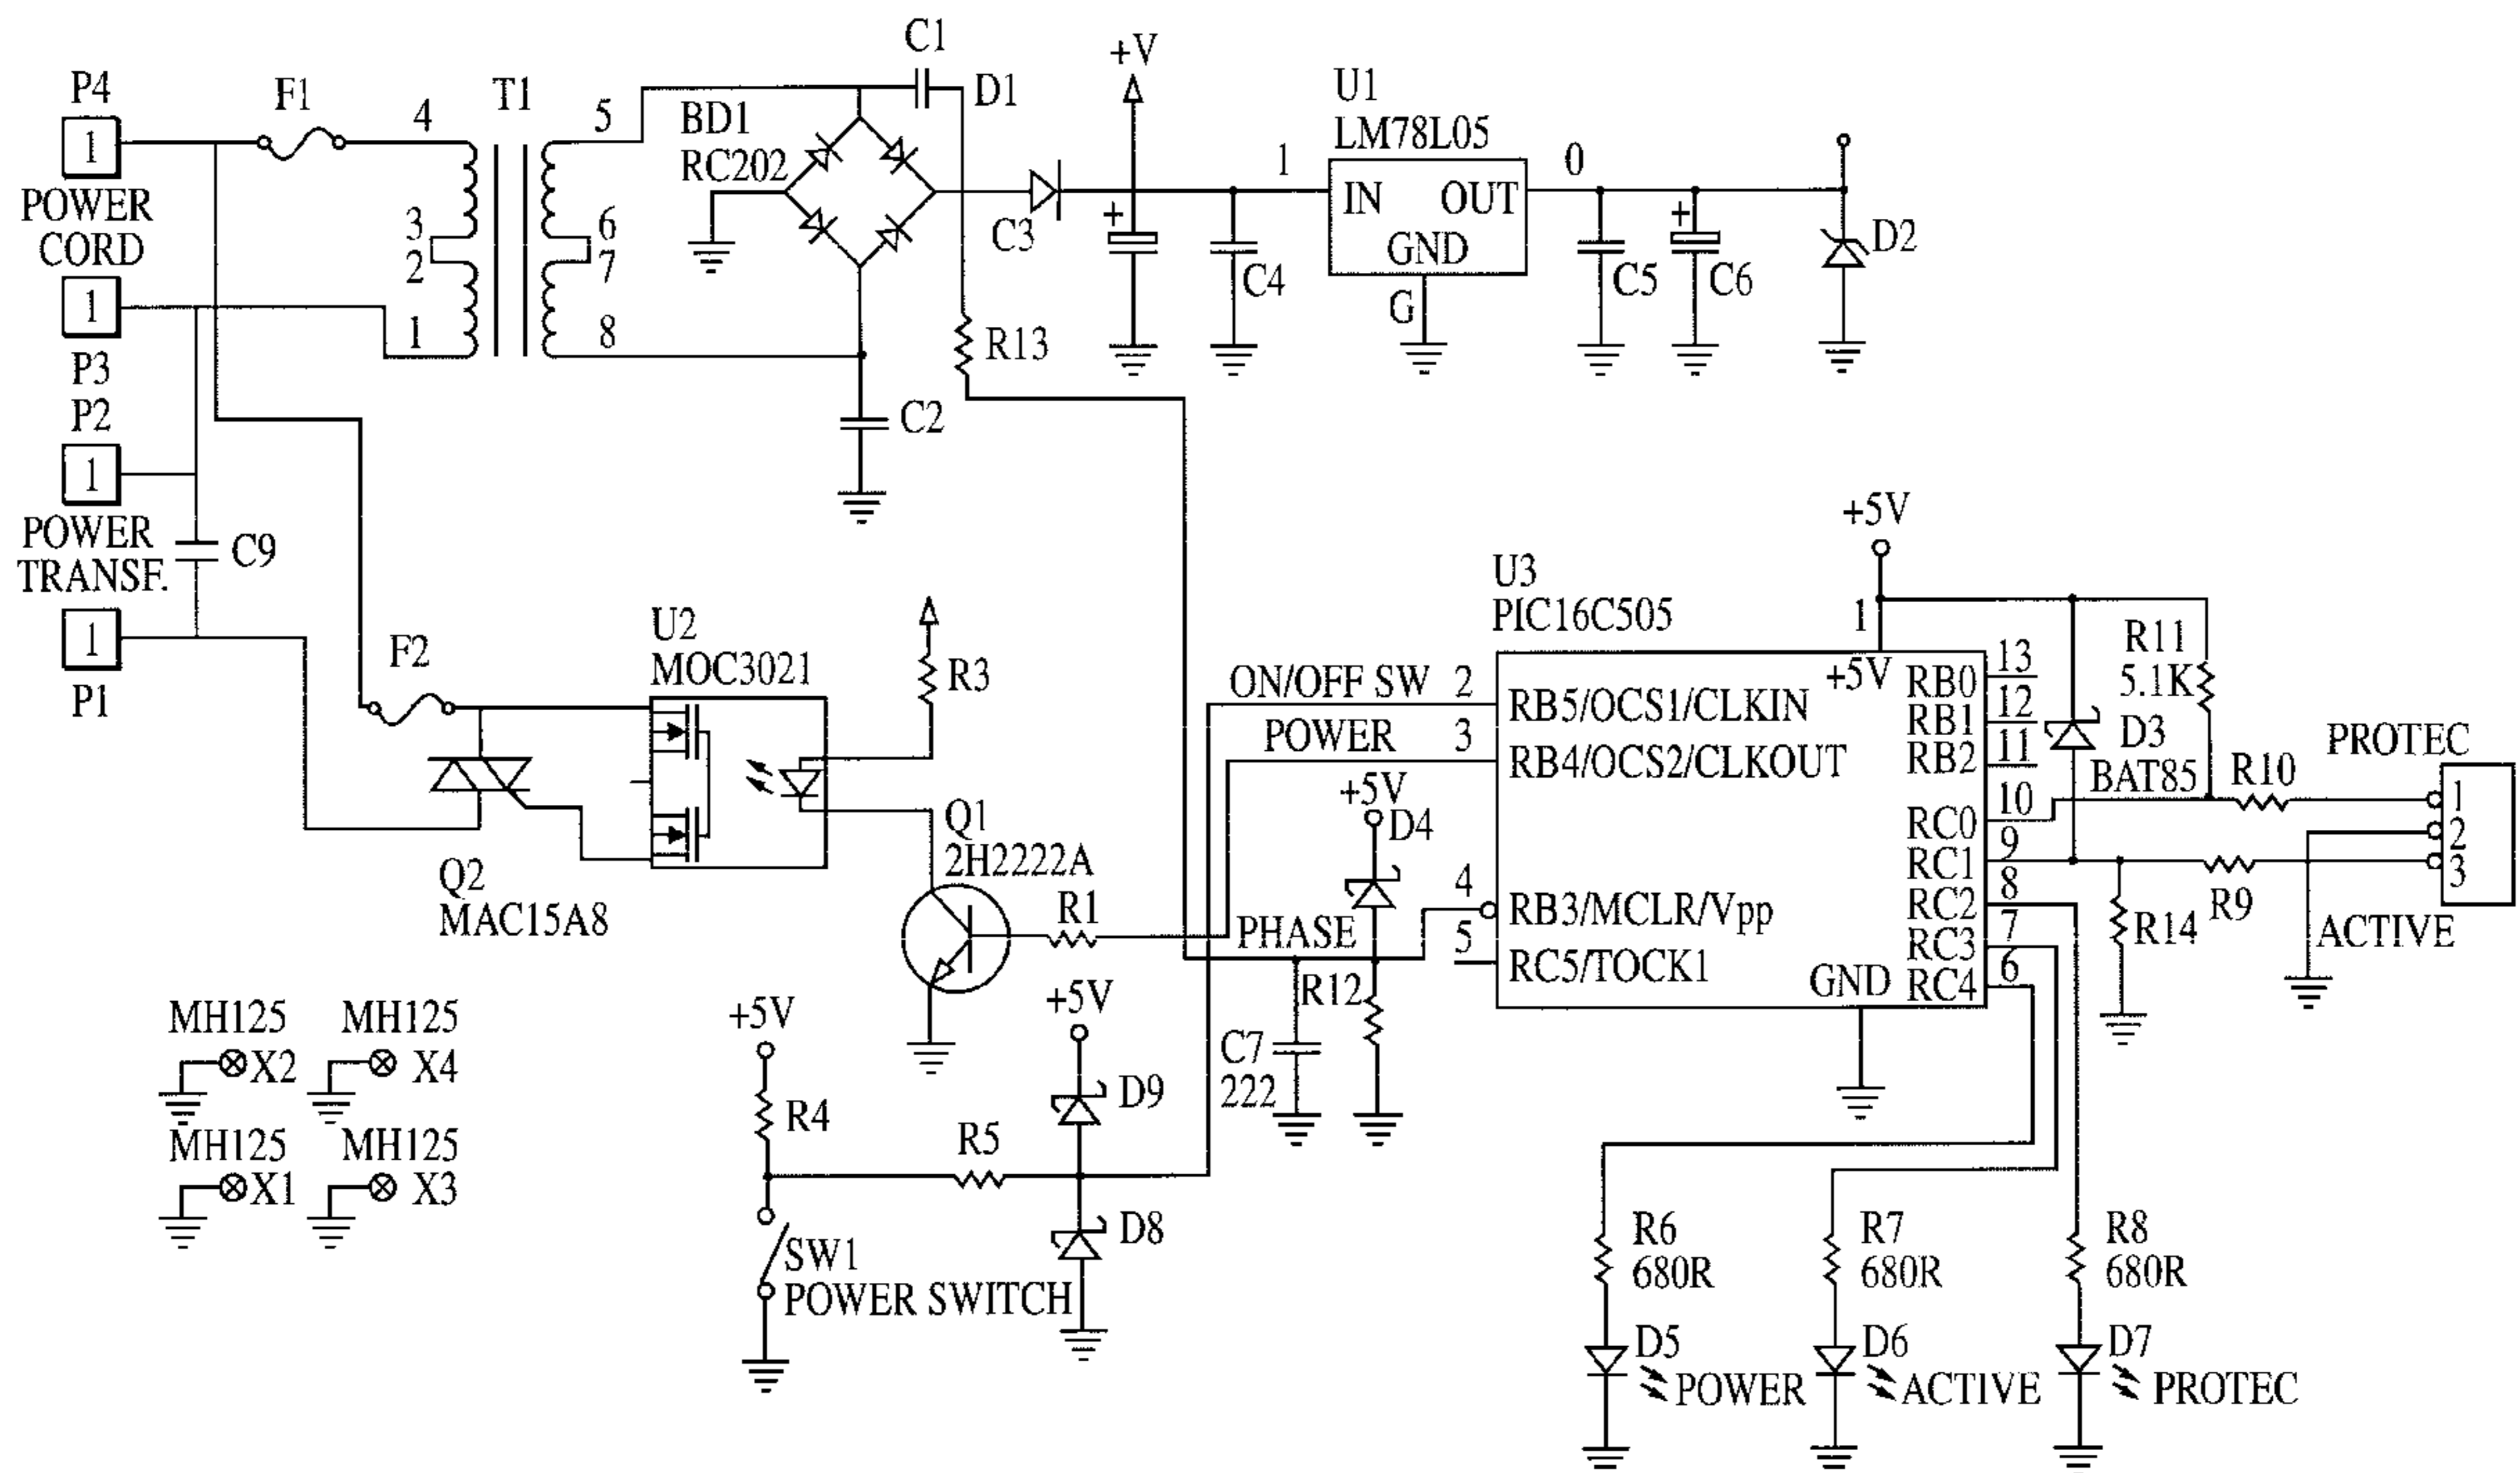 P4
1
POWER
CORD
1
P3
P2
1
POWER
TRANSF.
1
P1
F1
4
T1
5
3
2
6
7
1
8
C9
BD1
RC202
C1
D1
C3
R13
C2
+V
+
C4
1
U1
LM78L05
IN OUT
GND
G
0
C5
+
C6
D2
F2
U2
MOC3021
R3
Q2
MAC15A8
Q1
2H2222A
R1
ON/OFF SW 2
POWER 3
PHASE
+5V
D4
4
5
R12
C7
222
U3
PIC16C505
+5V
1
+5V
RB5/OCS1/CLKIN
RB4/OCS2/CLKOUT
RB3/MCLR/Vpp
RC5/TOCK1
GND
RB0 13
RB1 12
RB2 11
RC0 10
RC1 9
RC2 8
RC3 7
RC4 6
R11
5.1K
D3
BAT85
R10
PROTEC
1
2
3
R9
R14
ACTIVE
MH125
X2
MH125
X4
MH125
X1
MH125
X3
+5V
R4
R5
+5V
D9
D8
SW1
POWER SWITCH
R6
680R
R7
680R
R8
680R
D5
POWER
D6
ACTIVE
D7
PROTEC